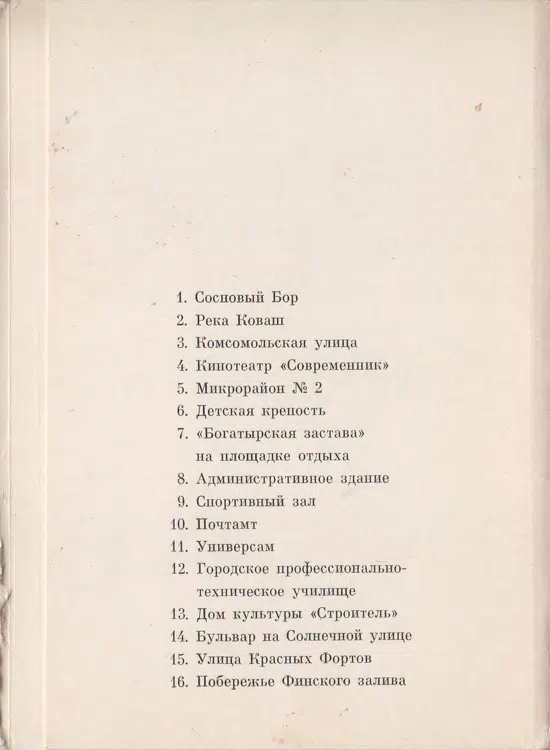 1. Сосновый Бор
2. Река Коваш
3. Комсомольская улица
4. Кинотеатр «Современник»
5. Микрорайон № 2
6. Детская крепость
7. «Богатырская застава»
на площадке отдыха
8. Административное здание
9. Спортивный зал
10. Почтамт
11. Универсам
12. Городское профессионально-
техническое училище
13. Дом культуры «Строитель»
14. Бульвар на Солнечной улице
15. Улица Красных Фортов
16. Побережье Финского залива